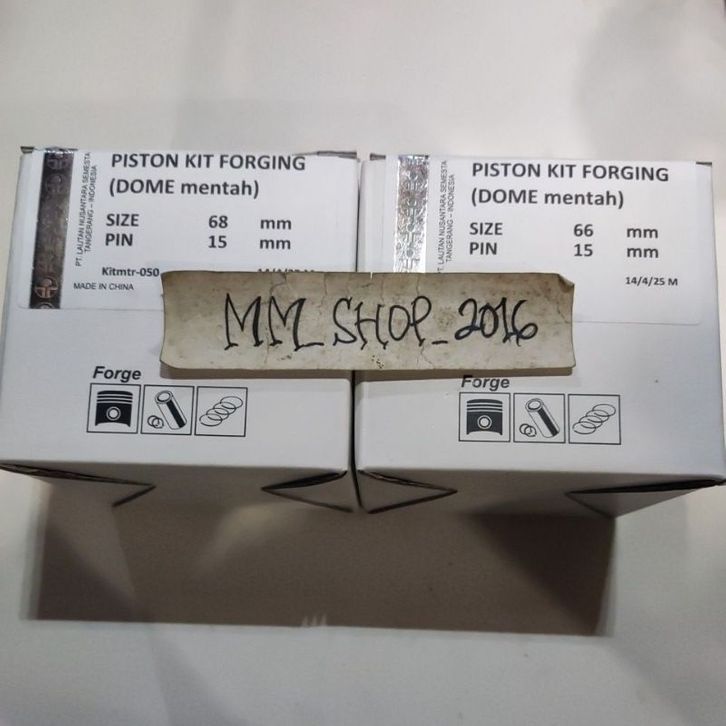 PISTON KIT FORGING
(DOME mentah)
SIZE 68 mm
PIN 15 mm
Kitmtr-050
MADE IN CHINA
PT. LAUTAN NUSANTARA SEMESTA
TANGERANG – INDONESIA
Forge
PISTON KIT FORGING
(DOME mentah)
SIZE 66 mm
PIN 15 mm
14/4/25 M
PT. LAUTAN NUSANTARA SEMESTA
TANGERANG – INDONESIA
Forge
MM_SHOP_2016